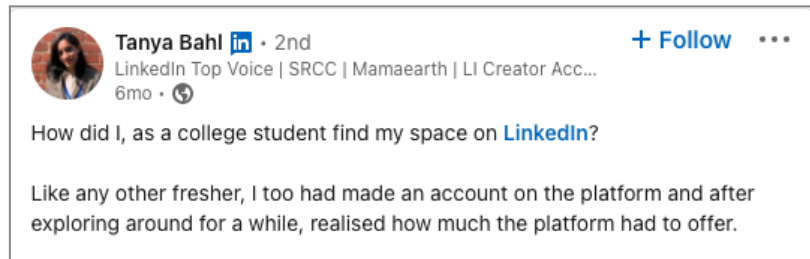 Tanya Bahl in • 2nd
+ Follow
LinkedIn Top Voice | SRCC | Mamaearth | LI Creator Acc...
6mo •
How did I, as a college student find my space on LinkedIn?
Like any other fresher, I too had made an account on the platform and after
exploring around for a while, realised how much the platform had to offer.